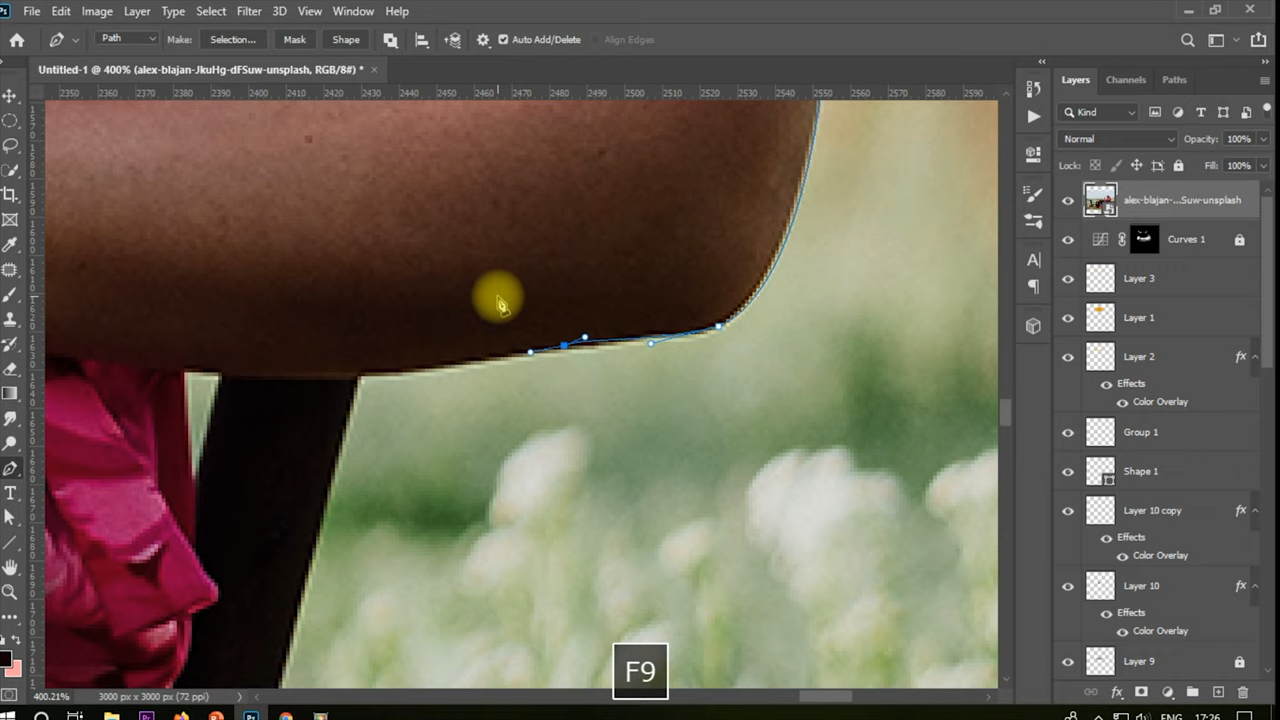 Ps File Edit Image Layer Type Select Filter 3D View Window Help
Path Make: Selection... Mask Shape Auto Add/Delete Align Edges
Untitled-1 @ 400% (alex-blajan-JkuHg-dFSuw-unsplash, RGB/8#) *
2350 2360 2370 2380 2390 2400 2410 2420 2430 2440 2450 2460 2470 2480 2490 2500 2510 2520 2530 2540 2550 2560 2570 2580 2590
Layers Channels Paths
Kind
Normal Opacity: 100%
Lock: Fill: 100%
alex-blajan-...Suw-unsplash
Curves 1
Layer 3
Layer 1
Layer 2 fx
Effects
Color Overlay
Group 1
Shape 1
Layer 10 copy fx
Effects
Color Overlay
Layer 10 fx
Effects
Color Overlay
Layer 9
F9
400.21% 3000 px x 3000 px (72 ppi)
ENG 17:26